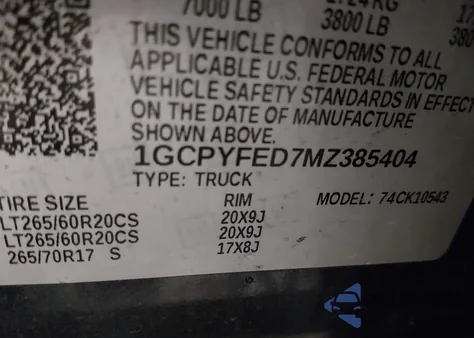 7000 LB
3800 LB
THIS VEHICLE CONFORMS TO ALL
APPLICABLE U.S. FEDERAL MOTOR
VEHICLE SAFETY STANDARDS IN EFFECT
ON THE DATE OF MANUFACTURE
SHOWN ABOVE.
1GCPYFED7MZ385404
TYPE: TRUCK
MODEL: 74CK10543
TIRE SIZE RIM
LT265/60R20CS 20X9J
LT265/60R20CS 20X9J
265/70R17 S 17X8J